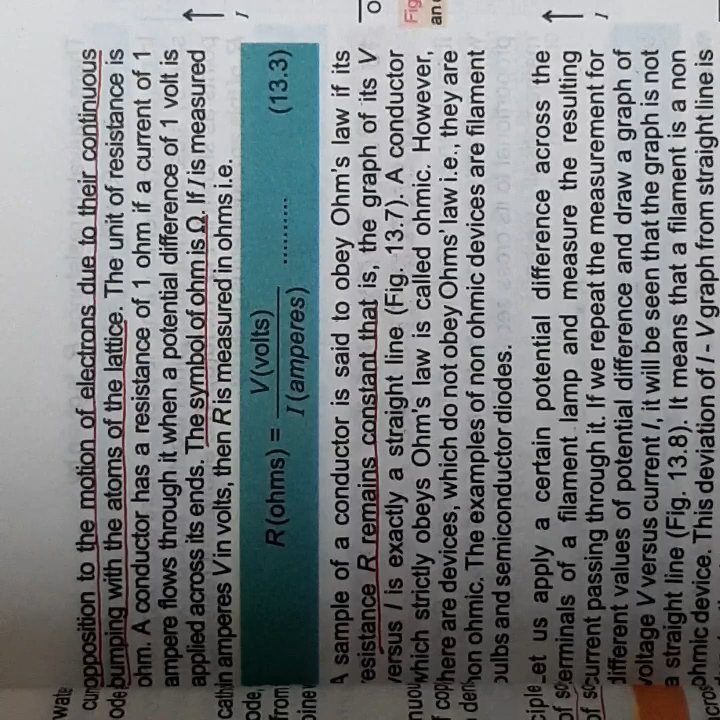 opposition to the motion of electrons due to their continuous
bumping with the atoms of the lattice. The unit of resistance is
ohm. A conductor has a resistance of 1 ohm if a current of 1
ampere flows through it when a potential difference of 1 volt is
applied across its ends. The symbol of ohm is Ω. If I is measured
in amperes V in volts, then R is measured in ohms i.e.
R(ohms) = V(volts) / I(amperes) .......... (13.3)
A sample of a conductor is said to obey Ohm's law if its
resistance R remains constant that is, the graph of its V
versus I is exactly a straight line (Fig. 13.7). A conductor
which strictly obeys Ohm's law is called ohmic. However,
there are devices, which do not obey Ohms' law i.e., they are
non ohmic. The examples of non ohmic devices are filament
bulbs and semiconductor diodes.
Let us apply a certain potential difference across the
terminals of a filament lamp and measure the resulting
current passing through it. If we repeat the measurement for
different values of potential difference and draw a graph of
voltage V versus current I, it will be seen that the graph is not
a straight line (Fig. 13.8). It means that a filament is a non
ohmic device. This deviation of I - V graph from straight line is